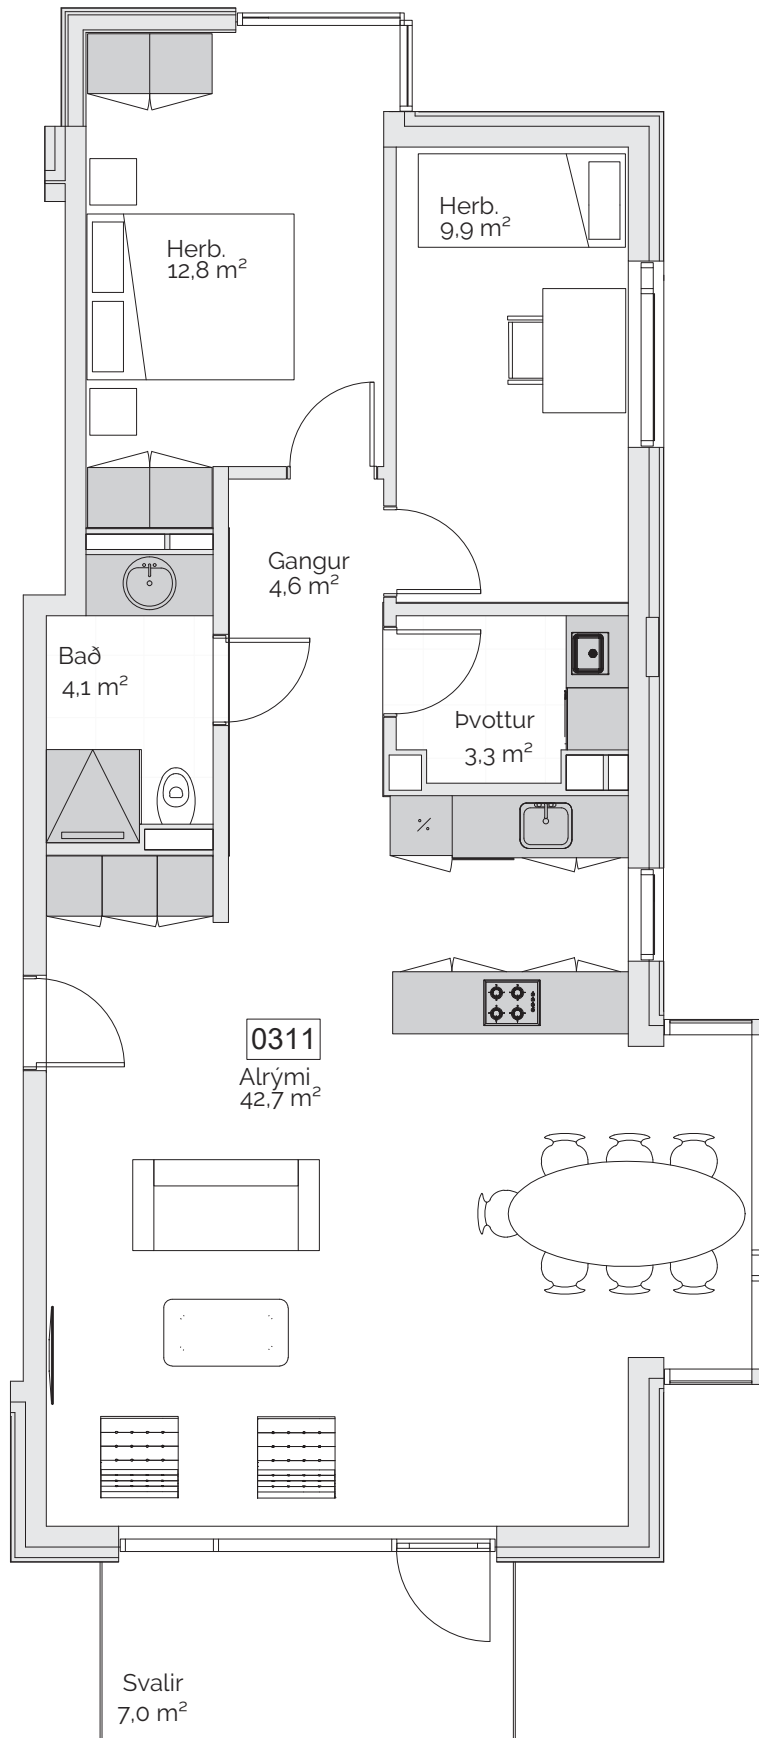 Herb.
12,8 m²
Herb.
9,9 m²
Gangur
4,6 m²
Bað
4,1 m²
Þvottur
3,3 m²
%
0311
Alrými
42,7 m²
Svalir
7,0 m²